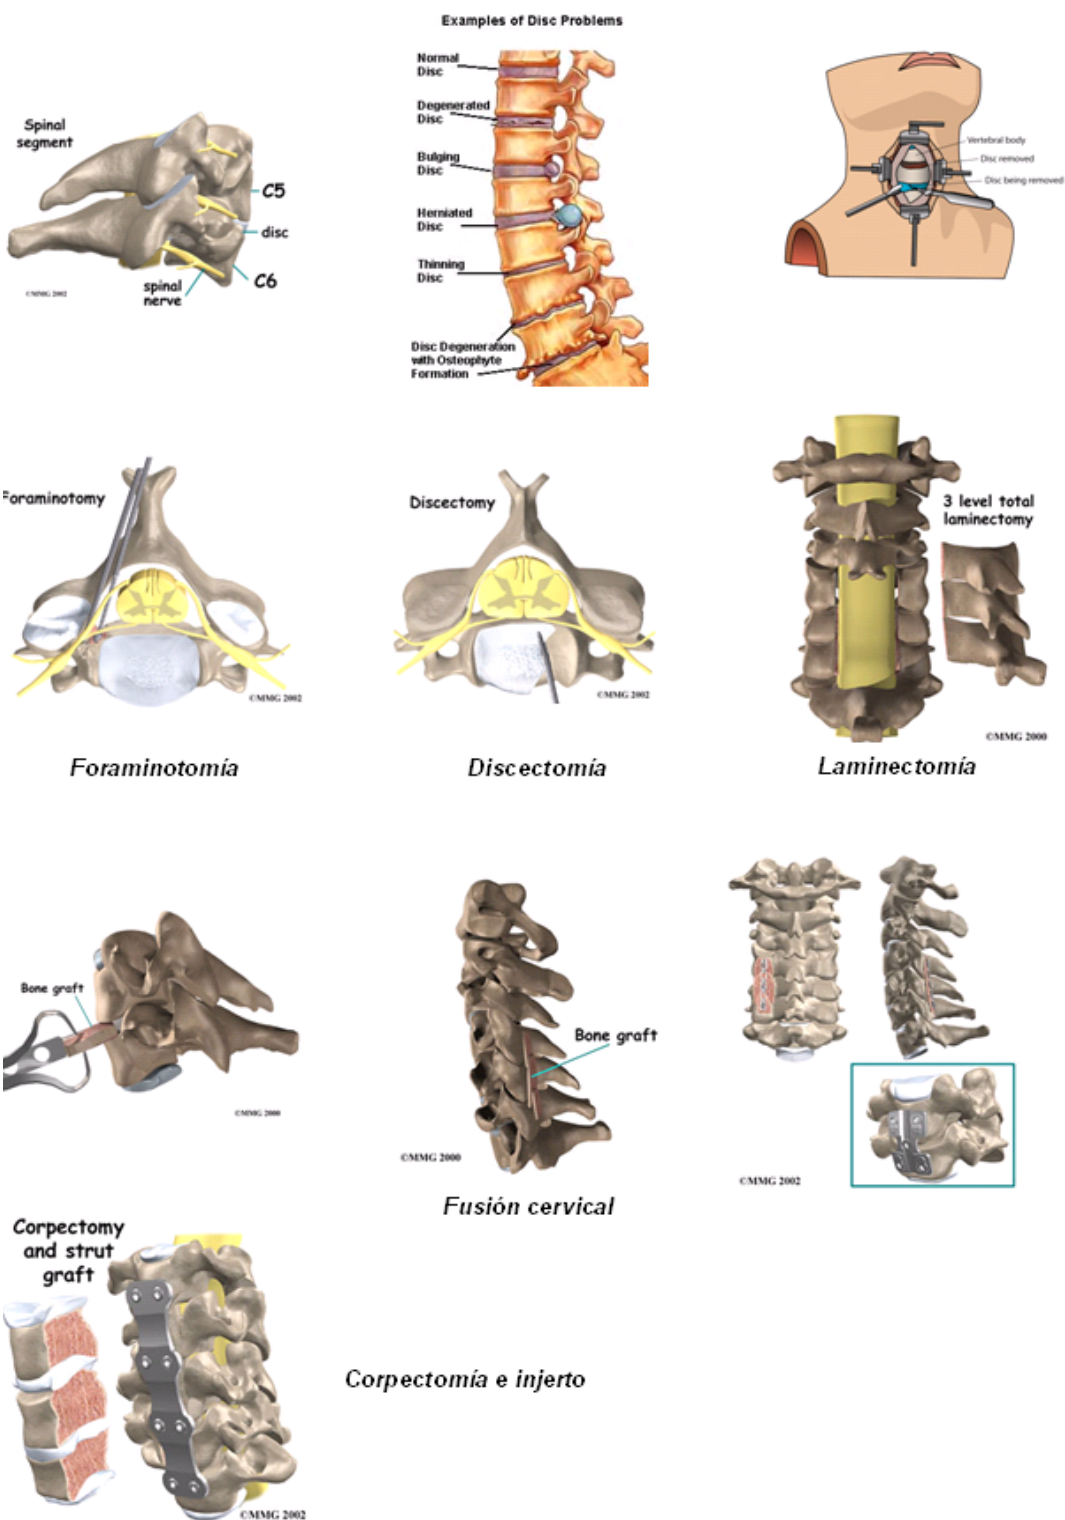 Examples of Disc Problems
Spinal
segment
C5
disc
C6
spinal
nerve
©MMG 2002
Normal
Disc
Degenerated
Disc
Bulging
Disc
Herniated
Disc
Thinning
Disc
Disc Degeneration
with Osteophyte
Formation
Vertebral body
Disc removed
Disc being removed
Foraminotomy
©MMG 2002
Discectomy
©MMG 2002
3 level total
laminectomy
©MMG 2000
Foraminotomía
Discectomía
Laminectomía
Bone graft
©MMG 2000
Bone graft
©MMG 2000
©MMG 2002
Fusión cervical
Corpectomy
and strut
graft
©MMG 2002
Corpectomía e injerto